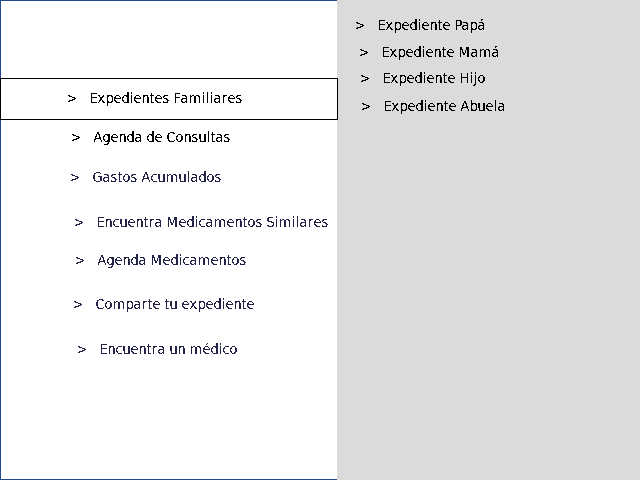 > Expedientes Familiares
> Agenda de Consultas
> Gastos Acumulados
> Encuentra Medicamentos Similares
> Agenda Medicamentos
> Comparte tu expediente
> Encuentra un médico
> Expediente Papá
> Expediente Mamá
> Expediente Hijo
> Expediente Abuela